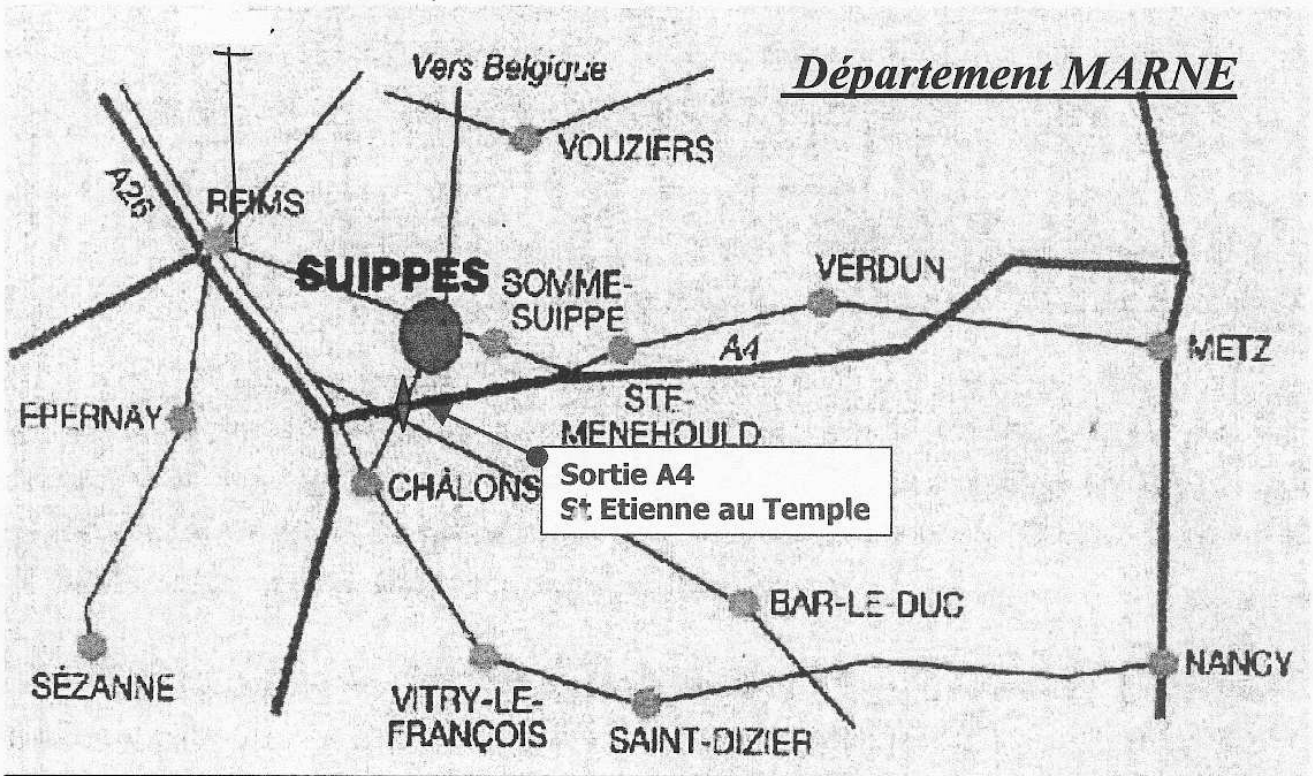 Vers Belgique
Département MARNE
VOUZIERS
A26
REIMS
SUIPPES
SOMME-
SUIPPE
VERDUN
A4
METZ
EPERNAY
STE-
MENEHOULD
CHÂLONS
Sortie A4
St Etienne au Temple
BAR-LE-DUC
SÉZANNE
VITRY-LE-
FRANÇOIS
SAINT-DIZIER
NANCY